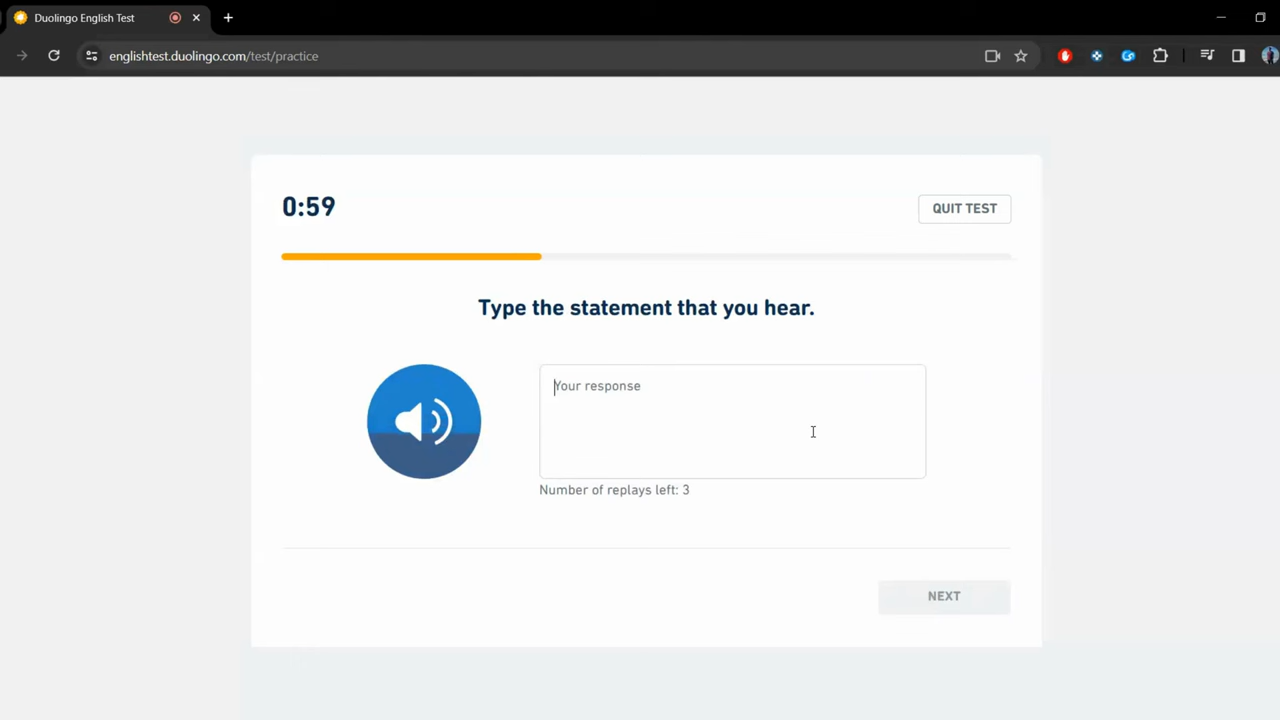 Duolingo English Test
englishtest.duolingo.com/test/practice
0:59
QUIT TEST
Type the statement that you hear.
Your response
Number of replays left: 3
NEXT